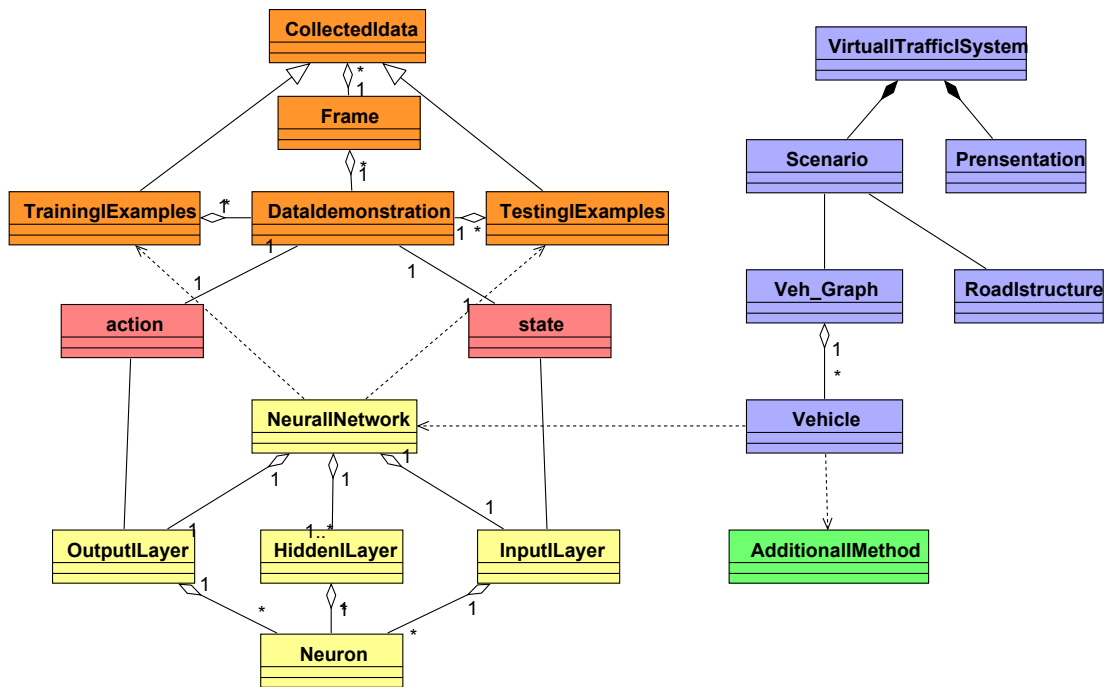 CollectedIdata
VirtualITrafficISystem
*
1
Frame
Scenario
Prensentation
*
1
TrainingIExamples
1
*
DataIdemonstration
1
*
TestingIExamples
1
1
1
1
action
state
Veh_Graph
RoadIstructure
1
*
NeuralINetwork
Vehicle
1
1
1
1
1..*
1
OutputILayer
HiddenILayer
InputILayer
AdditionalIMethod
1
1
*
1
*
*
Neuron